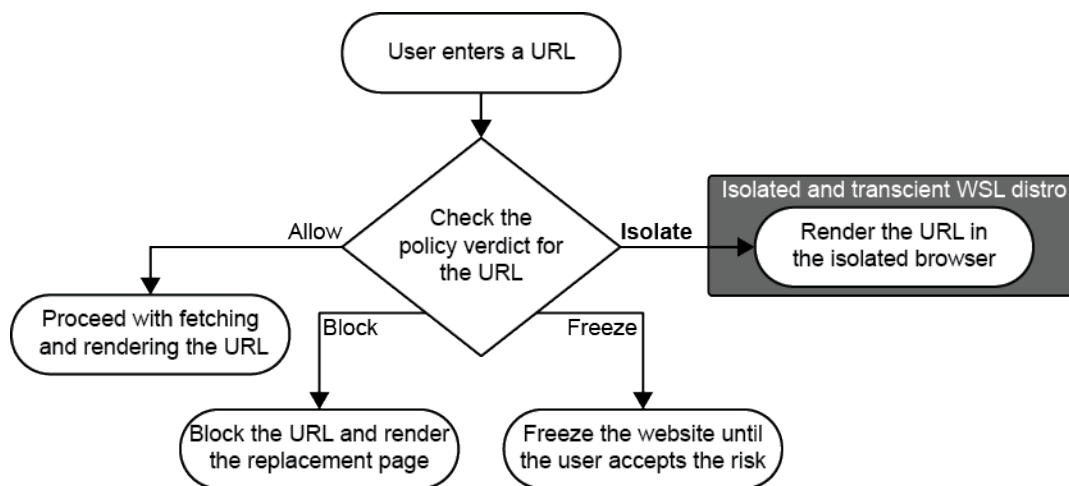 User enters a URL
Isolated and transcient WSL distro
Allow
Check the
policy verdict for
the URL
Isolate
Render the URL in
the isolated browser
Proceed with fetching
and rendering the URL
Block
Freeze
Block the URL and render
the replacement page
Freeze the website until
the user accepts the risk